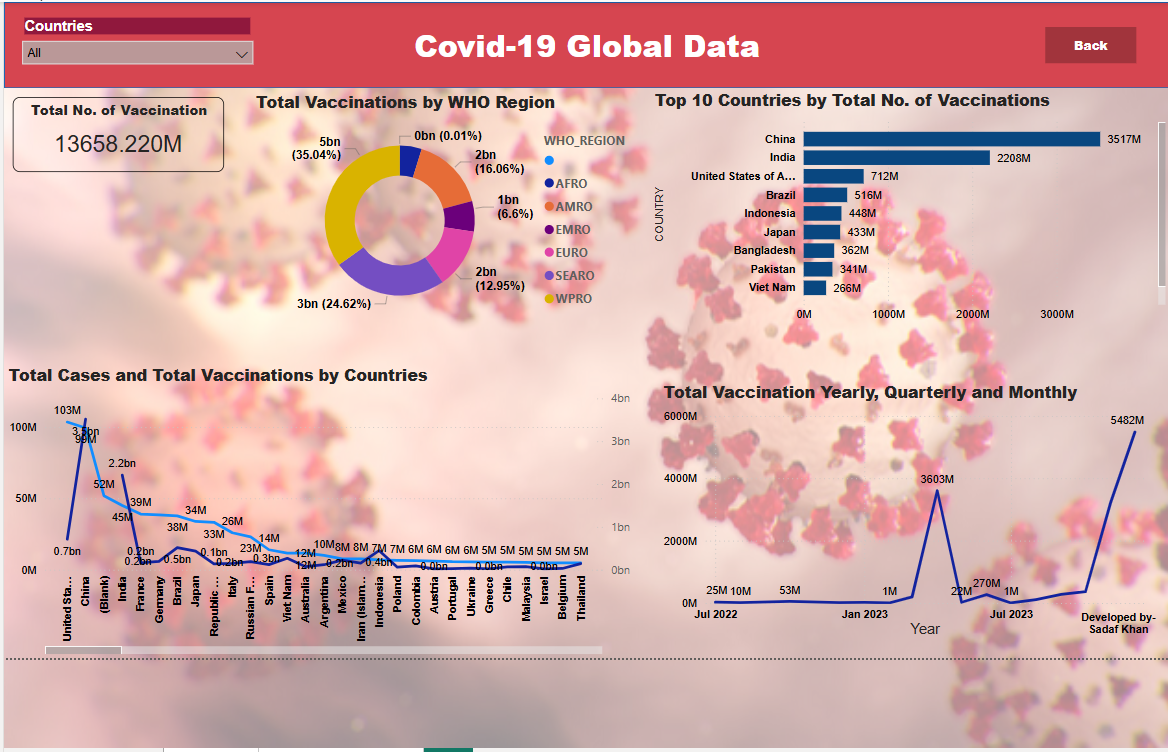 Countries
All
Covid-19 Global Data
Back
Total No. of Vaccination
13658.220M
Total Vaccinations by WHO Region
0bn (0.01%)
2bn
(16.06%)
1bn
(6.6%)
2bn
(12.95%)
3bn (24.62%)
5bn
(35.04%)
WHO_REGION
AFRO
AMRO
EMRO
EURO
SEARO
WPRO
Top 10 Countries by Total No. of Vaccinations
COUNTRY
China 3517M
India 2208M
United States of A... 712M
Brazil 516M
Indonesia 448M
Japan 433M
Bangladesh 362M
Pakistan 341M
Viet Nam 266M
0M 1000M 2000M 3000M
Total Cases and Total Vaccinations by Countries
100M
50M
0M
4bn
3bn
2bn
1bn
0bn
103M
3.5bn
99M
2.2bn
52M
45M
39M
38M
34M
33M
26M
23M
14M
12M
12M
10M
8M
8M
7M
7M
6M
6M
6M
6M
5M
5M
5M
5M
5M
5M
0.7bn
0.2bn
0.2bn
0.5bn
0.1bn
0.2bn
0.3bn
0.2bn
0.4bn
0.0bn
0.0bn
0.0bn
United Sta...
China
(Blank)
India
France
Germany
Brazil
Japan
Republic ...
Italy
Russian F...
Spain
Viet Nam
Australia
Argentina
Mexico
Iran (Islam...
Indonesia
Poland
Colombia
Austria
Portugal
Ukraine
Greece
Chile
Malaysia
Israel
Belgium
Thailand
Total Vaccination Yearly, Quarterly and Monthly
6000M
4000M
2000M
0M
25M
10M
53M
1M
3603M
22M
270M
1M
5482M
Jul 2022
Jan 2023
Jul 2023
Year
Developed by-
Sadaf Khan